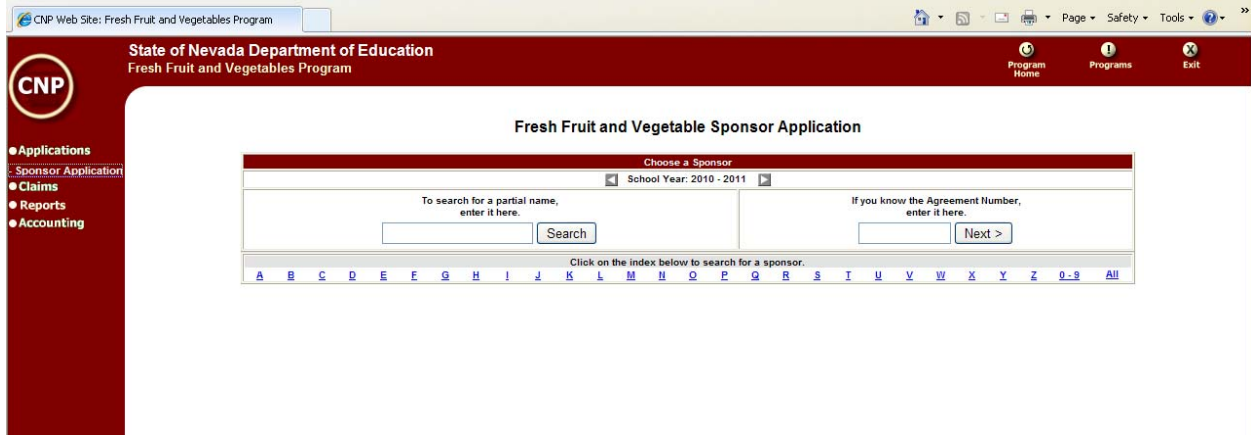 CNP Web Site: Fresh Fruit and Vegetables Program
Page Safety Tools ? »
State of Nevada Department of Education
Fresh Fruit and Vegetables Program
Program Home
Programs
Exit
CNP
Applications
- Sponsor Application
Claims
Reports
Accounting
Fresh Fruit and Vegetable Sponsor Application
Choose a Sponsor
School Year: 2010 - 2011
To search for a partial name,
enter it here.
Search
If you know the Agreement Number,
enter it here.
Next >
Click on the index below to search for a sponsor.
A B C D E F G H I J K L M N O P Q R S T U V W X Y Z 0 - 9 All